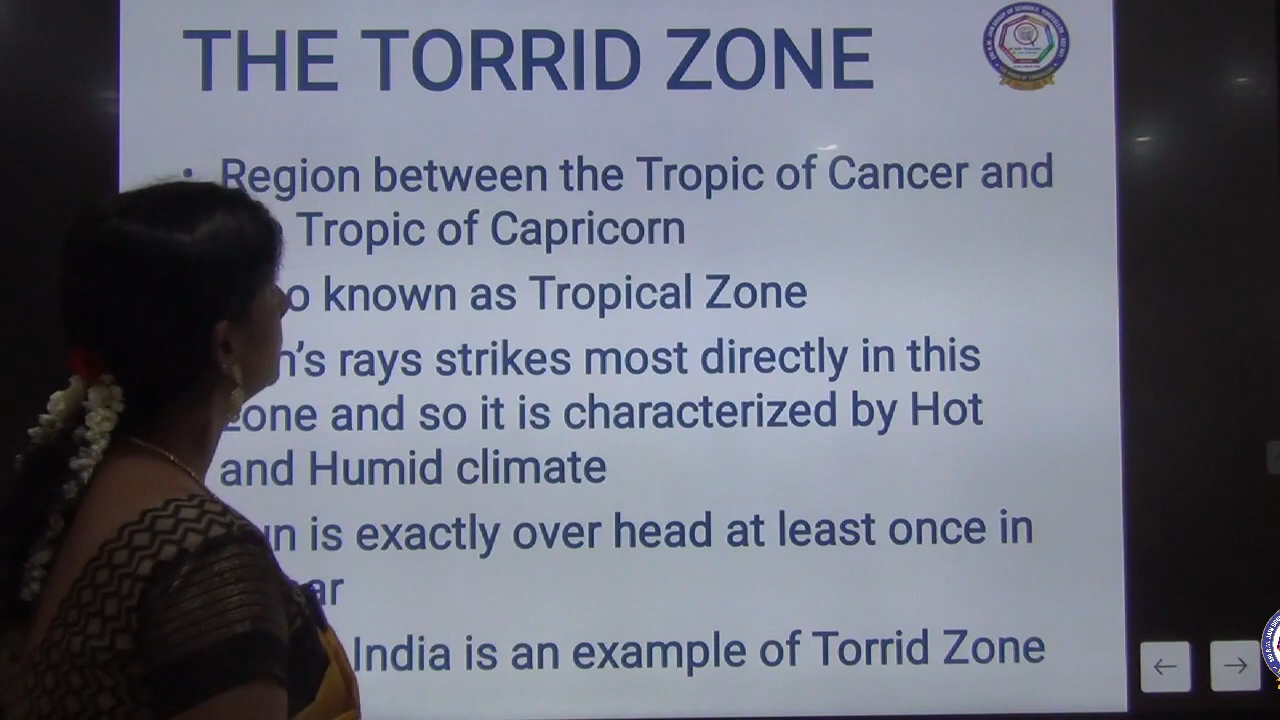 THE TORRID ZONE
• Region between the Tropic of Cancer and
Tropic of Capricorn
o known as Tropical Zone
n's rays strikes most directly in this
zone and so it is characterized by Hot
and Humid climate
un is exactly over head at least once in
ar
India is an example of Torrid Zone